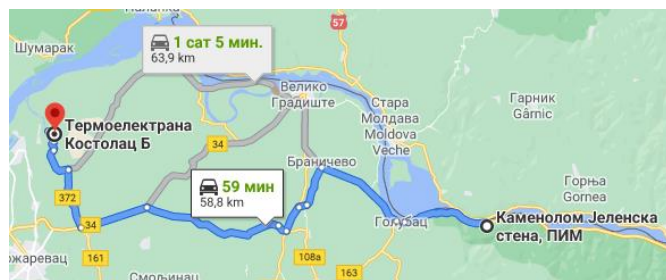 Шумарак
57
1 сат 5 мин.
63,9 km
Велико
Градиште
Стара
Молдава
Moldova
Veche
Гарник
Gârnic
Термоелектрана
Костолац Б
34
Браничево
59 мин
58,8 km
372
Горња
Gornea
Каменолом Јеленска
стена, ПИМ
Голубац
34
161
108a
163